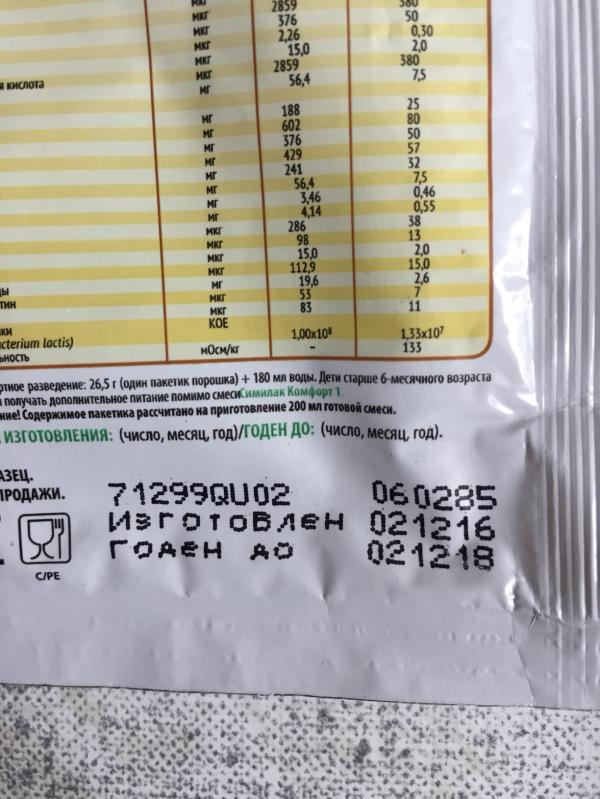 МКГ 2859 380
МКГ 376 50
МКГ 2,26 0,30
МКГ 15,0 2,0
МКГ 2859 380
я кислота МГ 56,4 7,5
МГ 188 25
МГ 602 80
МГ 376 50
МГ 429 57
МГ 241 32
МГ 56,4 7,5
МГ 3,46 0,46
МКГ 4,14 0,55
МКГ 286 38
МКГ 98 13
МКГ 15,0 2,0
МГ 112,9 15,0
ы МКГ 19,6 2,6
тин МКГ 53 7
МКГ 83 11
ки КОЕ
cterium lactis) 1,00x10⁸ 1,33x10⁷
ьность мОсм/кг – 133
ртное разведение: 26,5 г (один пакетик порошка) + 180 мл воды. Дети старше 6-месячного возраста
получать дополнительное питание помимо смеси Симилак Комфорт 1.
ние! Содержимое пакетика рассчитано на приготовление 200 мл готовой смеси.
ИЗГОТОВЛЕНИЯ: (число, месяц, год)/ГОДЕН ДО: (число, месяц, год).
АЗЕЦ.
ПРОДАЖИ.
71299QU02 060285
Изготовлен 021216
Годен до 021218
C/PE